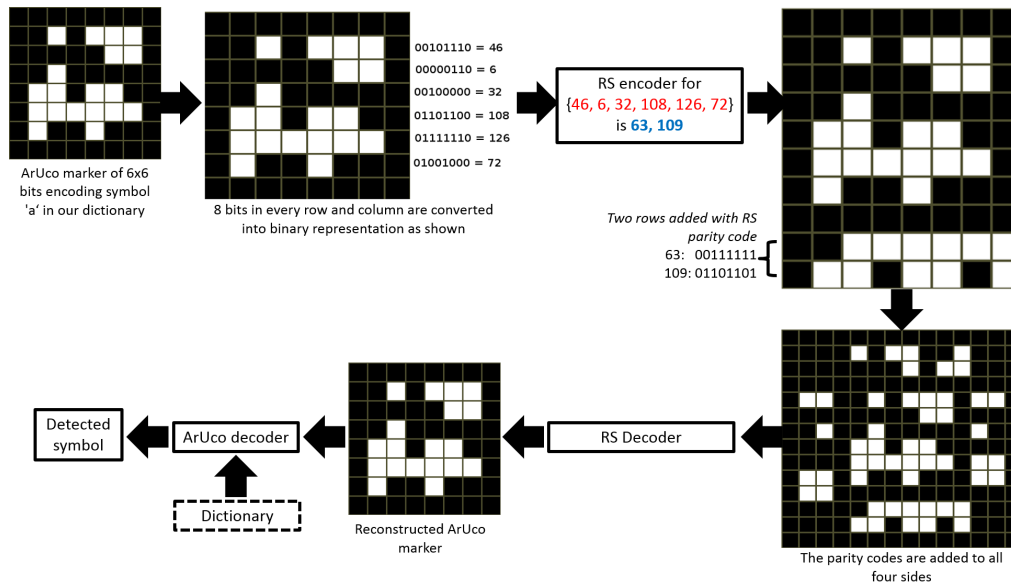 00101110 = 46
00000110 = 6
00100000 = 32
01101100 = 108
01111110 = 126
01001000 = 72
ArUco marker of 6x6
bits encoding symbol
'a‘ in our dictionary
8 bits in every row and column are converted
into binary representation as shown
RS encoder for
{46, 6, 32, 108, 126, 72}
is 63, 109
Two rows added with RS
parity code
63: 00111111
109: 01101101
The parity codes are added to all
four sides
RS Decoder
Reconstructed ArUco
marker
ArUco decoder
Dictionary
Detected
symbol